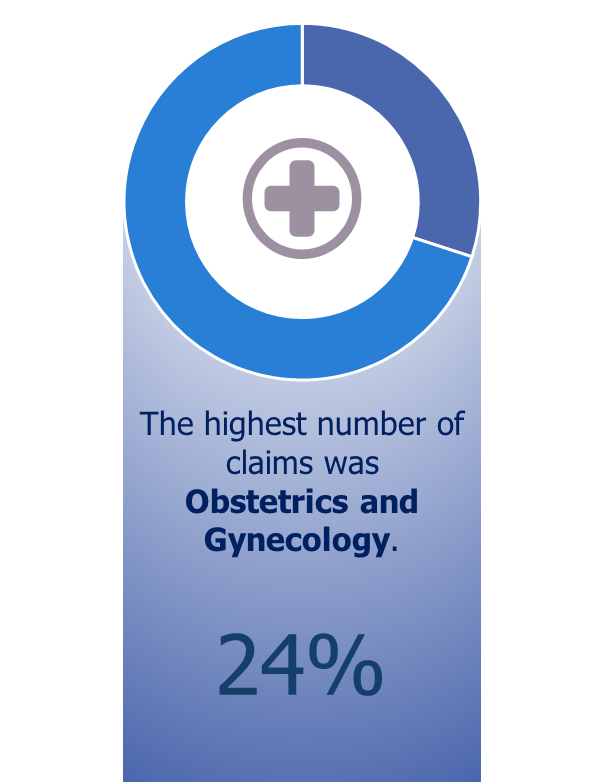 The highest number of
claims was
Obstetrics and
Gynecology.
24%